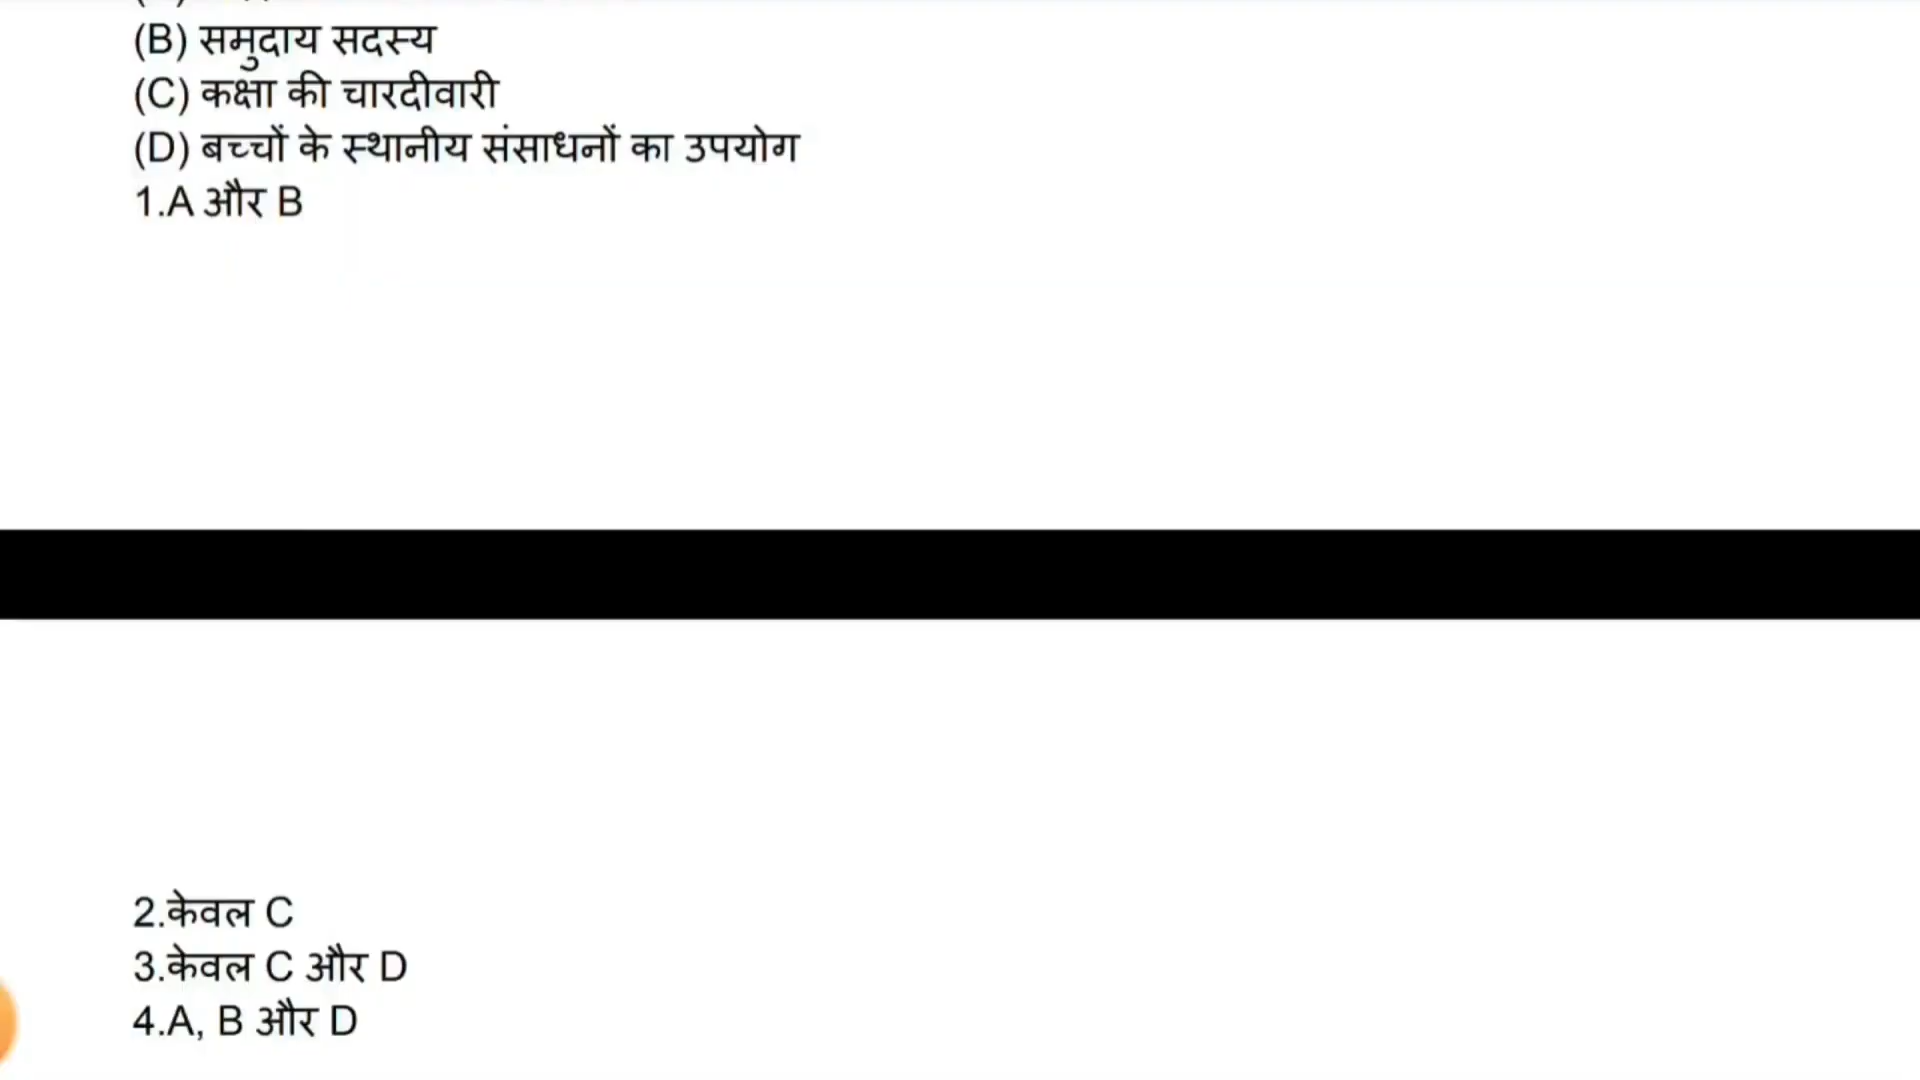 (B) समुदाय सदस्य
(C) कक्षा की चारदीवारी
(D) बच्चों के स्थानीय संसाधनों का उपयोग
1.A और B
2.केवल C
3.केवल C और D
4.A, B और D